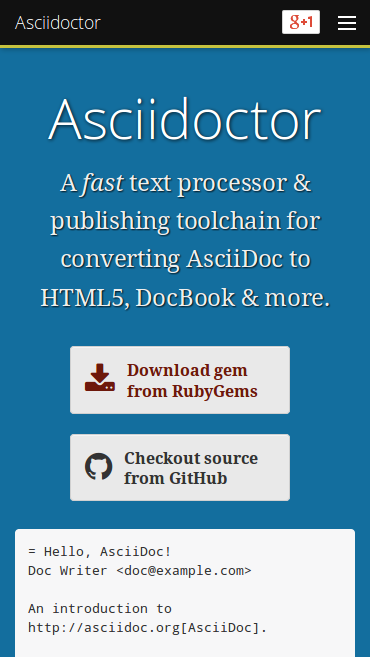 Asciidoctor
g+1
Asciidoctor
A fast text processor &
publishing toolchain for
converting AsciiDoc to
HTML5, DocBook & more.
Download gem
from RubyGems
Checkout source
from GitHub
= Hello, AsciiDoc!
Doc Writer <doc@example.com>
An introduction to
http://asciidoc.org[AsciiDoc].